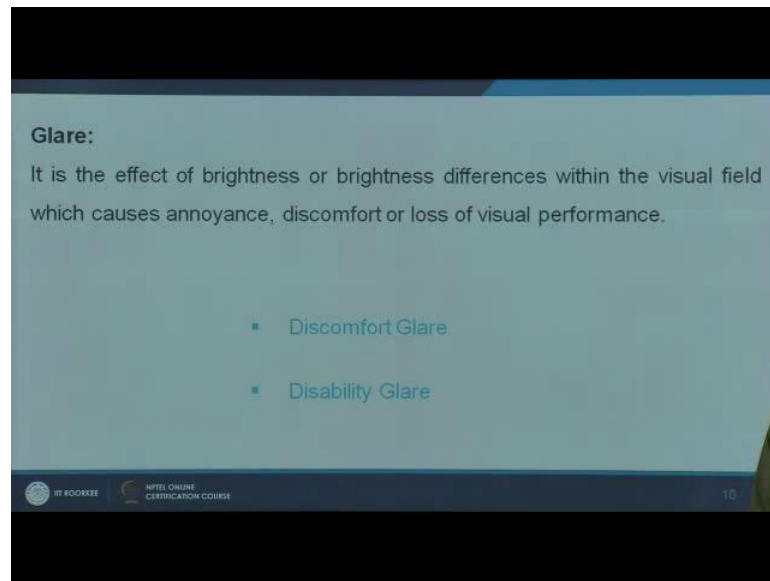 Glare:
It is the effect of brightness or brightness differences within the visual field
which causes annoyance, discomfort or loss of visual performance.
▪ Discomfort Glare
▪ Disability Glare
IIT ROORKEE
NPTEL ONLINE
CERTIFICATION COURSE
10